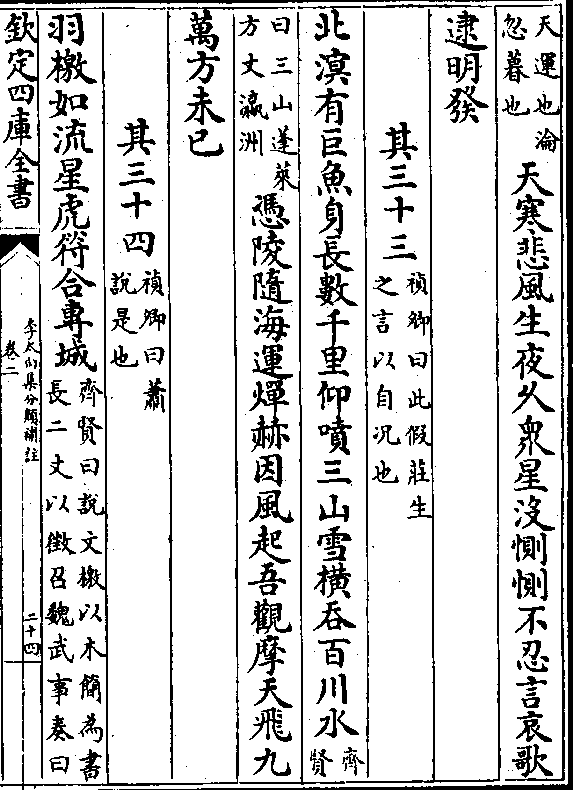 天運也淪
忽暮也
天寒悲風生夜久衆星沒惻惻不忍言哀歌
逮明發
其三十三
禎卿曰此假莊生
之言以自況也
北溟有巨魚身長數千里仰噴三山雪横吞百川水
齊
賢
曰三山蓬萊
方丈瀛洲
憑陵隨海運燀赫因風起吾觀摩天飛九
萬方未已
其三十四
禎卿曰蕭
說是也
羽檄如流星虎符合專城
齊賢曰說文檄以木簡為書
長二丈以徵召魏武事奏曰
欽定四庫全書
李太白集分類補註
卷二
二十四